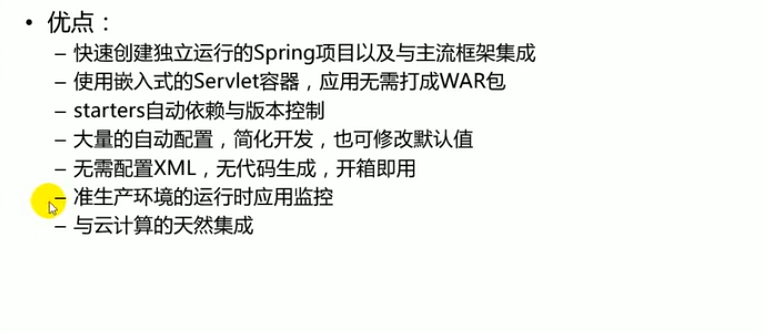 • 优点：
– 快速创建独立运行的Spring项目以及与主流框架集成
– 使用嵌入式的Servlet容器，应用无需打成WAR包
– starters自动依赖与版本控制
– 大量的自动配置，简化开发，也可修改默认值
– 无需配置XML，无代码生成，开箱即用
– 准生产环境的运行时应用监控
– 与云计算的天然集成